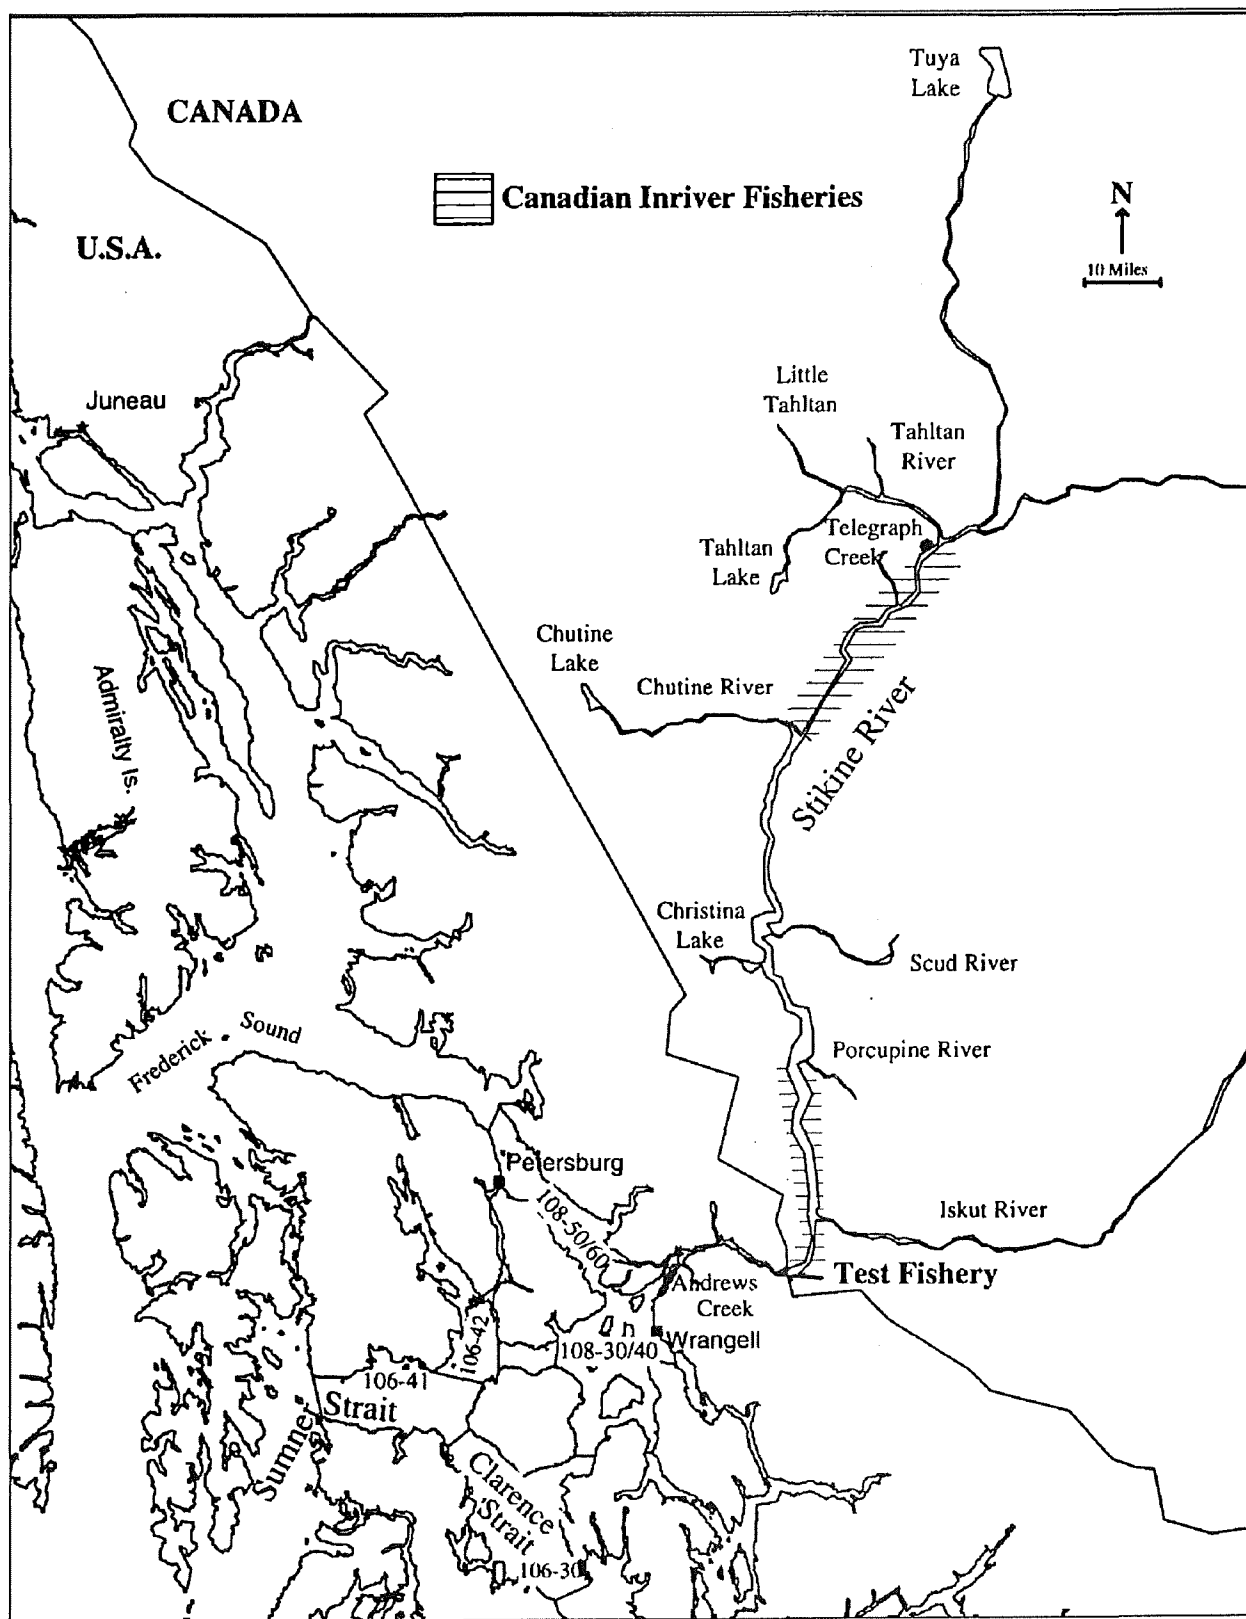 Tuya
Lake
CANADA
Canadian Inriver Fisheries
N
10 Miles
U.S.A.
Juneau
Little
Tahltan
Tahltan
River
Telegraph
Creek
Tahltan
Lake
Chutine
Lake
Chutine River
Stikine River
Admiralty Is.
Christina
Lake
Scud River
Frederick Sound
Porcupine River
Petersburg
108-50/60
Iskut River
Test Fishery
Andrews
Creek
Wrangell
108-30/40
106-42
106-41
Sumner Strait
Clarence
Strait
106-30